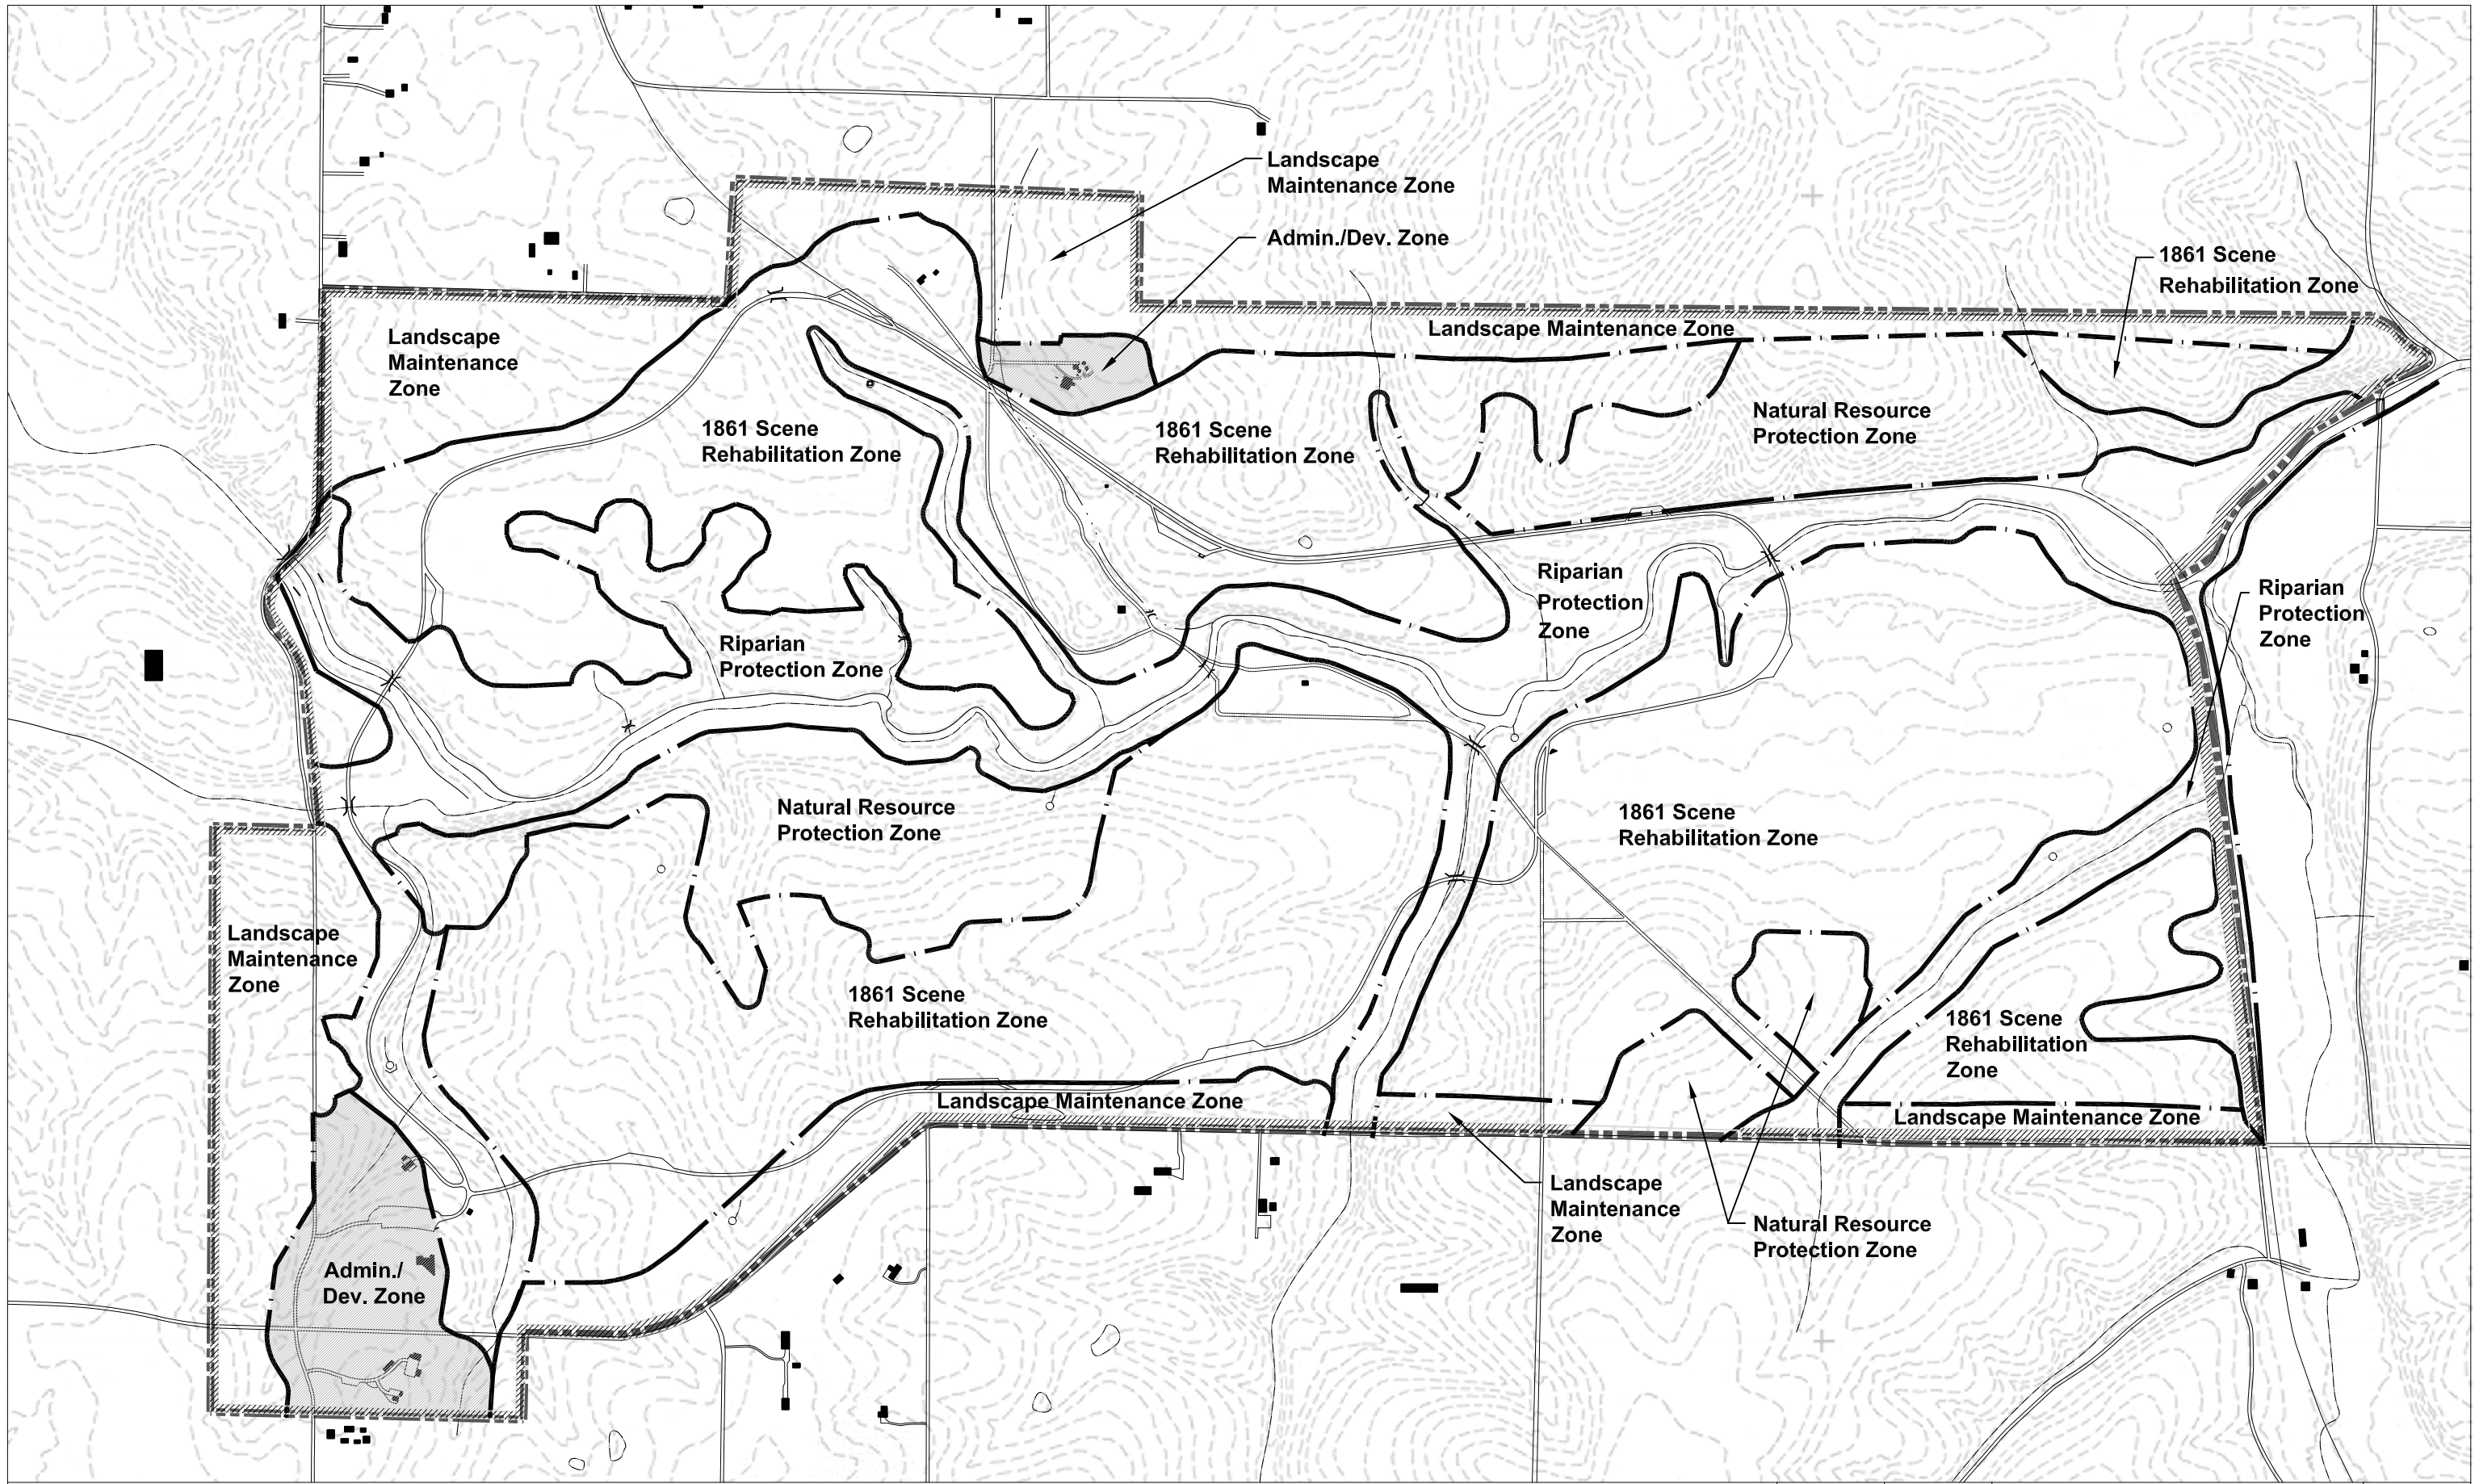 Landscape
Maintenance Zone
Admin./Dev. Zone
1861 Scene
Rehabilitation Zone
Landscape Maintenance Zone
Landscape
Maintenance
Zone
1861 Scene
Rehabilitation Zone
1861 Scene
Rehabilitation Zone
Natural Resource
Protection Zone
Riparian
Protection
Zone
Riparian
Protection
Zone
Riparian
Protection Zone
Natural Resource
Protection Zone
1861 Scene
Rehabilitation Zone
Landscape
Maintenance
Zone
1861 Scene
Rehabilitation Zone
1861 Scene
Rehabilitation
Zone
Landscape Maintenance Zone
Landscape Maintenance Zone
Landscape
Maintenance
Zone
Natural Resource
Protection Zone
Admin./
Dev. Zone